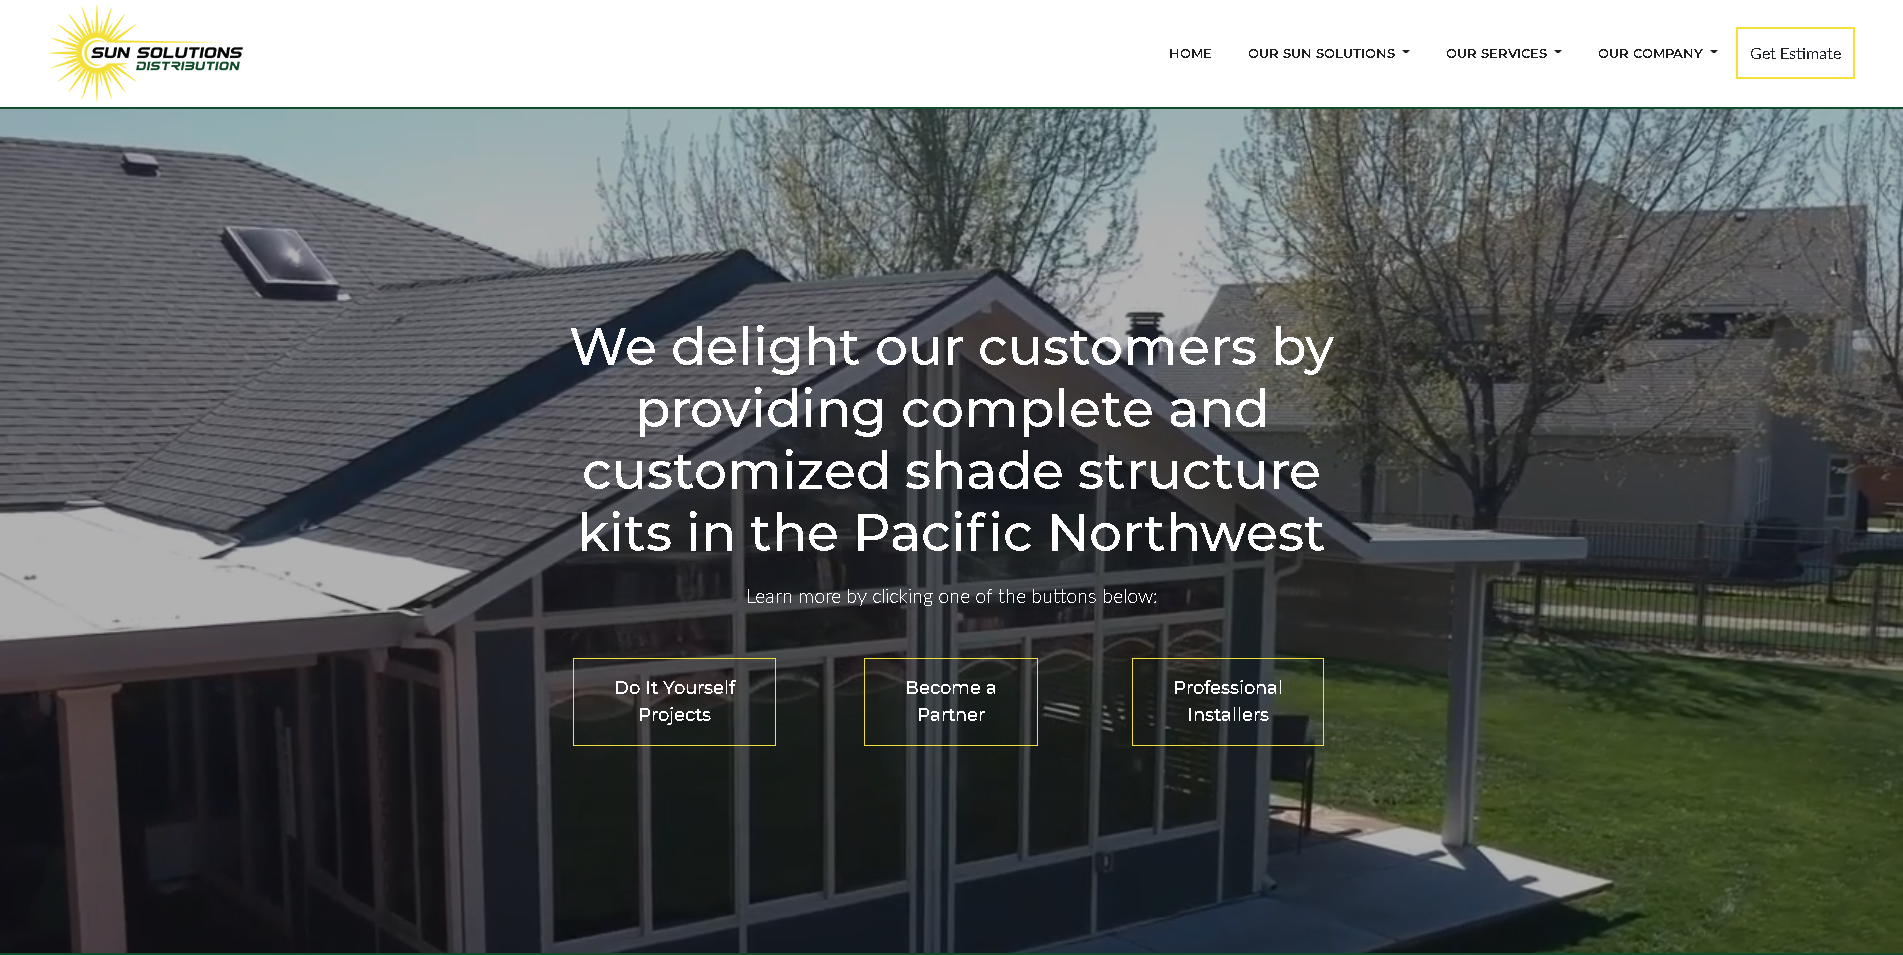 SUN SOLUTIONS
DISTRIBUTION
HOME
OUR SUN SOLUTIONS
OUR SERVICES
OUR COMPANY
Get Estimate
We delight our customers by
providing complete and
customized shade structure
kits in the Pacific Northwest
Learn more by clicking one of the buttons below:
Do It Yourself
Projects
Become a
Partner
Professional
Installers